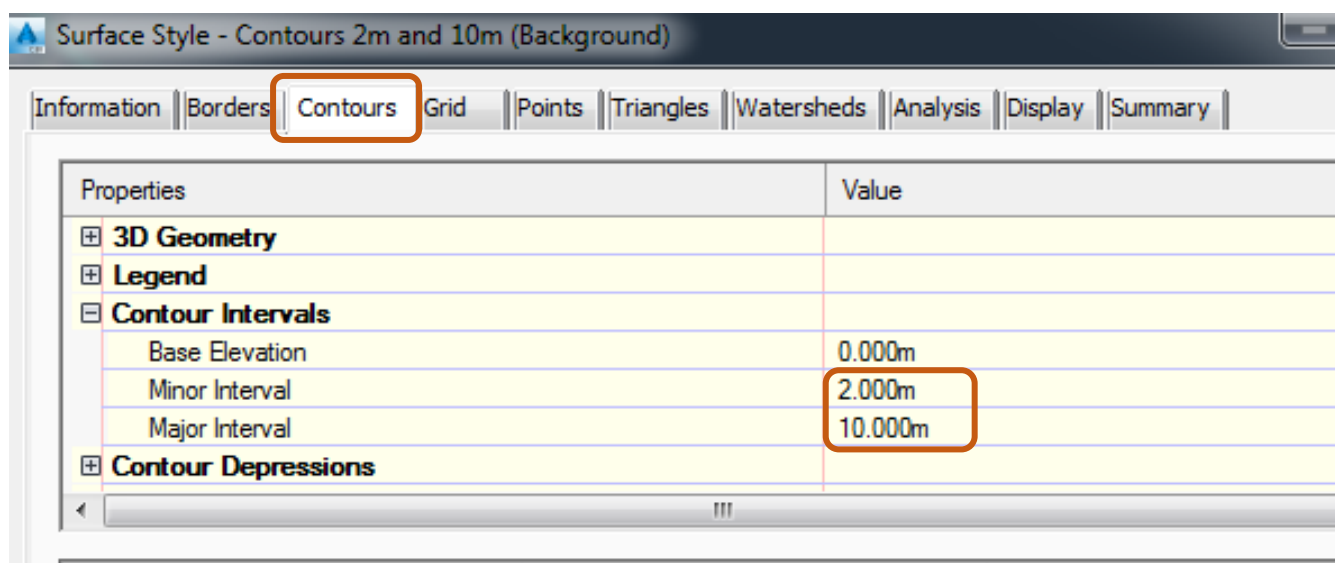 Surface Style - Contours 2m and 10m (Background)
Information Borders Contours Grid Points Triangles Watersheds Analysis Display Summary
Properties Value
3D Geometry
Legend
Contour Intervals
Base Elevation 0.000m
Minor Interval 2.000m
Major Interval 10.000m
Contour Depressions